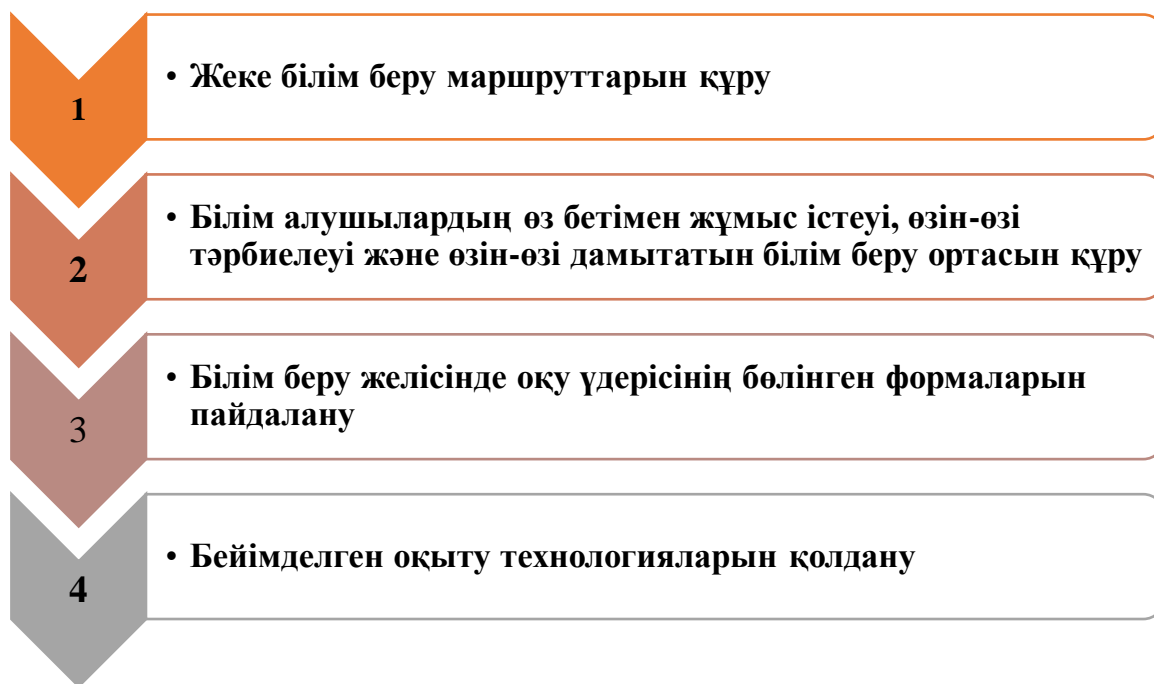 1
• Жеке білім беру маршруттарын құру
2
• Білім алушылардың өз бетімен жұмыс істеуі, өзін-өзі
тәрбиелеуі және өзін-өзі дамытатын білім беру ортасын құру
3
• Білім беру желісінде оқу үдерісінің бөлінген формаларын
пайдалану
4
• Бейімделген оқыту технологияларын қолдану